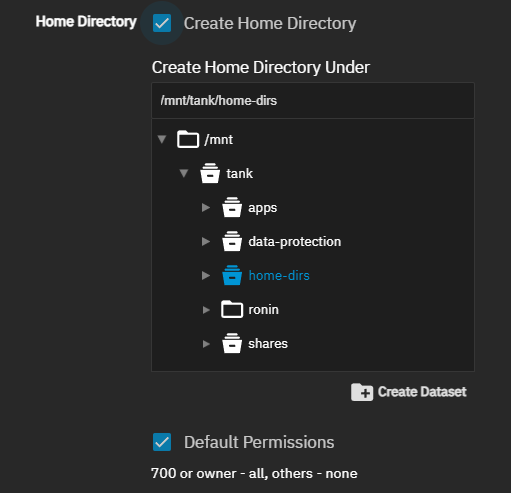 Home Directory Create Home Directory
Create Home Directory Under
/mnt/tank/home-dirs
/mnt
tank
apps
data-protection
home-dirs
ronin
shares
Create Dataset
Default Permissions
700 or owner - all, others - none